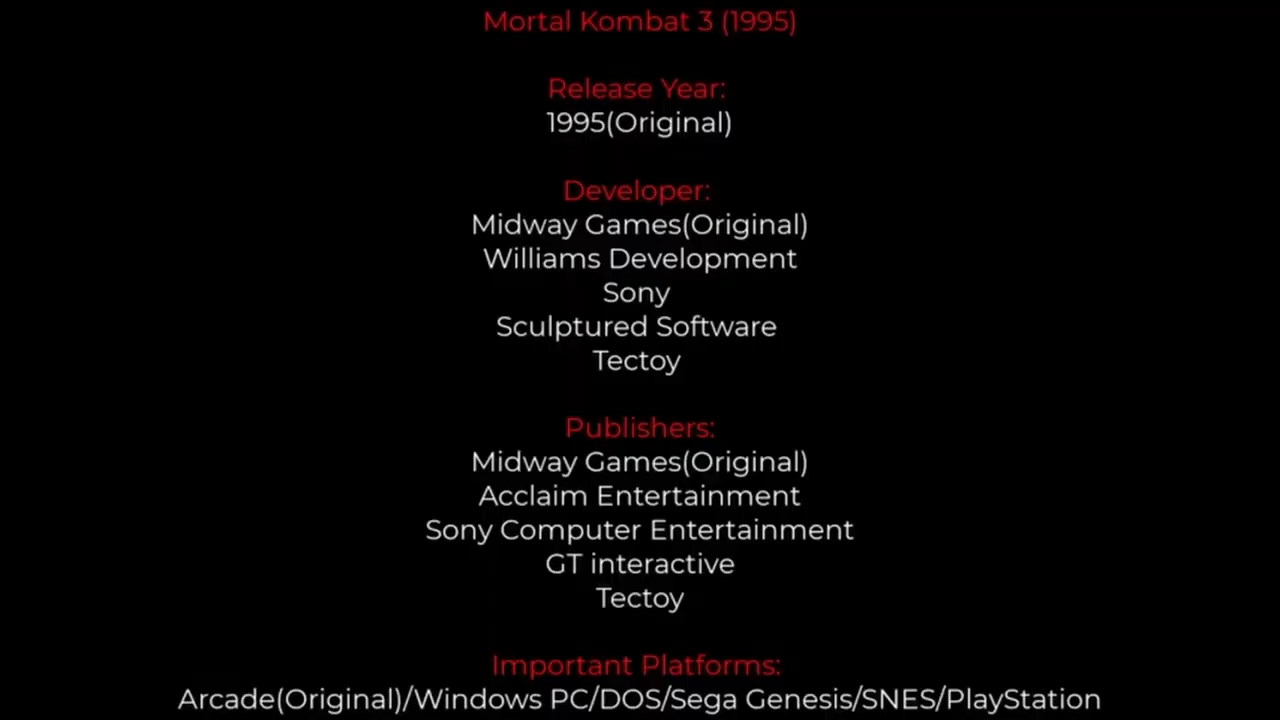 Mortal Kombat 3 (1995)
Release Year:
1995(Original)
Developer:
Midway Games(Original)
Williams Development
Sony
Sculptured Software
Tectoy
Publishers:
Midway Games(Original)
Acclaim Entertainment
Sony Computer Entertainment
GT interactive
Tectoy
Important Platforms:
Arcade(Original)/Windows PC/DOS/Sega Genesis/SNES/PlayStation